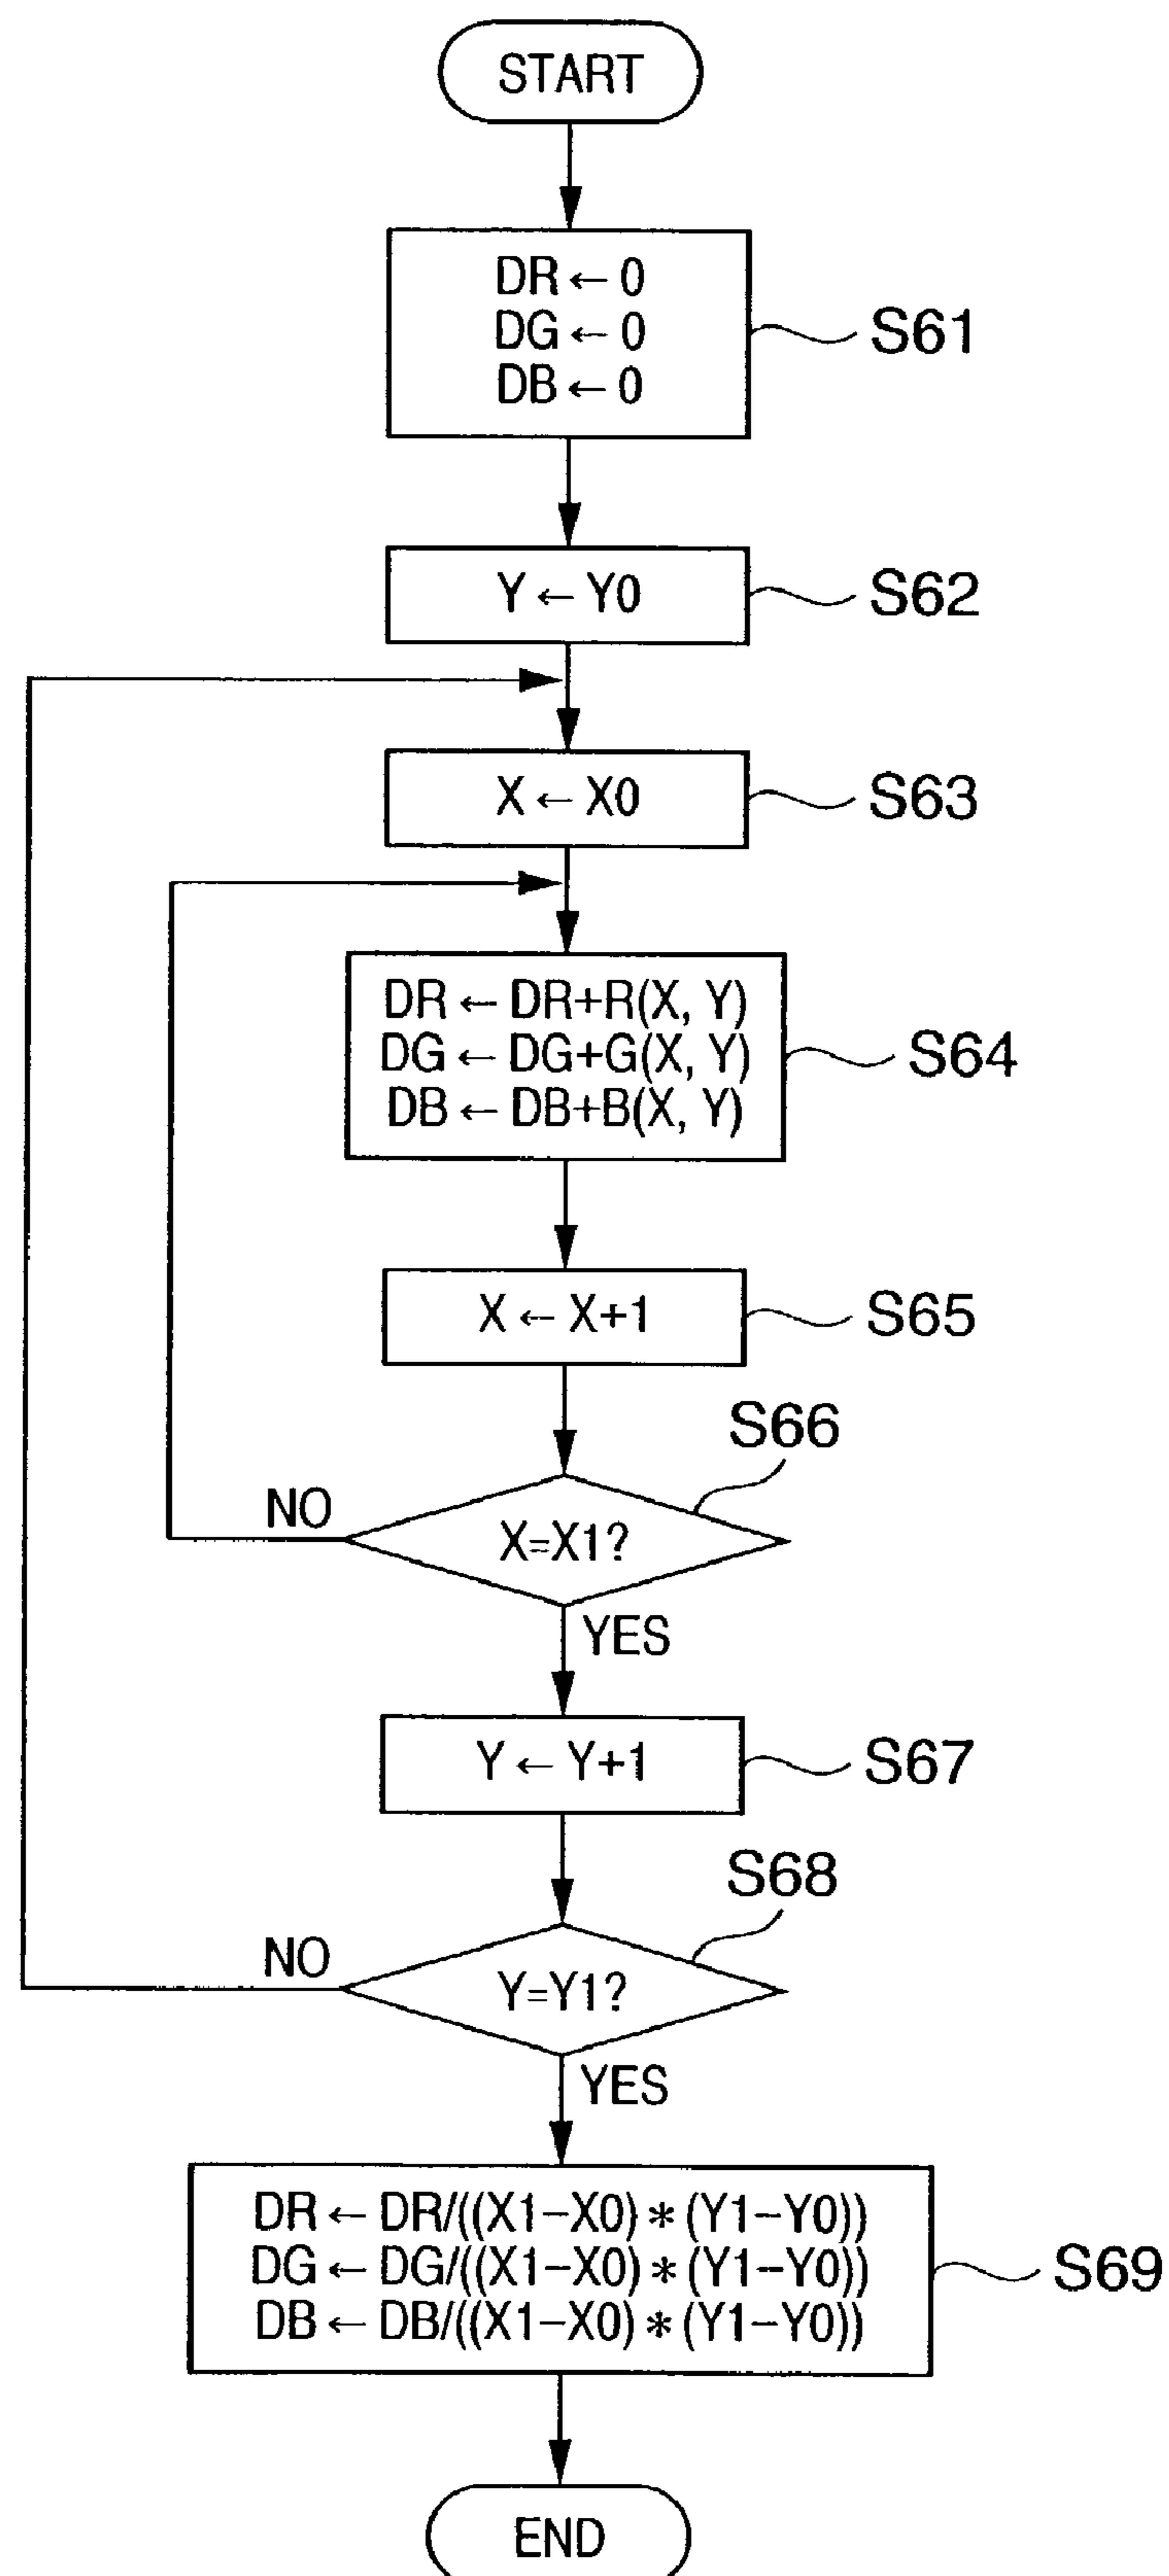 START
DR ← 0
DG ← 0
DB ← 0
S61
Y ← Y0
S62
X ← X0
S63
DR ← DR+R(X, Y)
DG ← DG+G(X, Y)
DB ← DB+B(X, Y)
S64
X ← X+1
S65
S66
NO
X=X1?
YES
Y ← Y+1
S67
S68
NO
Y=Y1?
YES
DR ← DR/((X1−X0) * (Y1−Y0))
DG ← DG/((X1−X0) * (Y1−Y0))
DB ← DB/((X1−X0) * (Y1−Y0))
S69
END